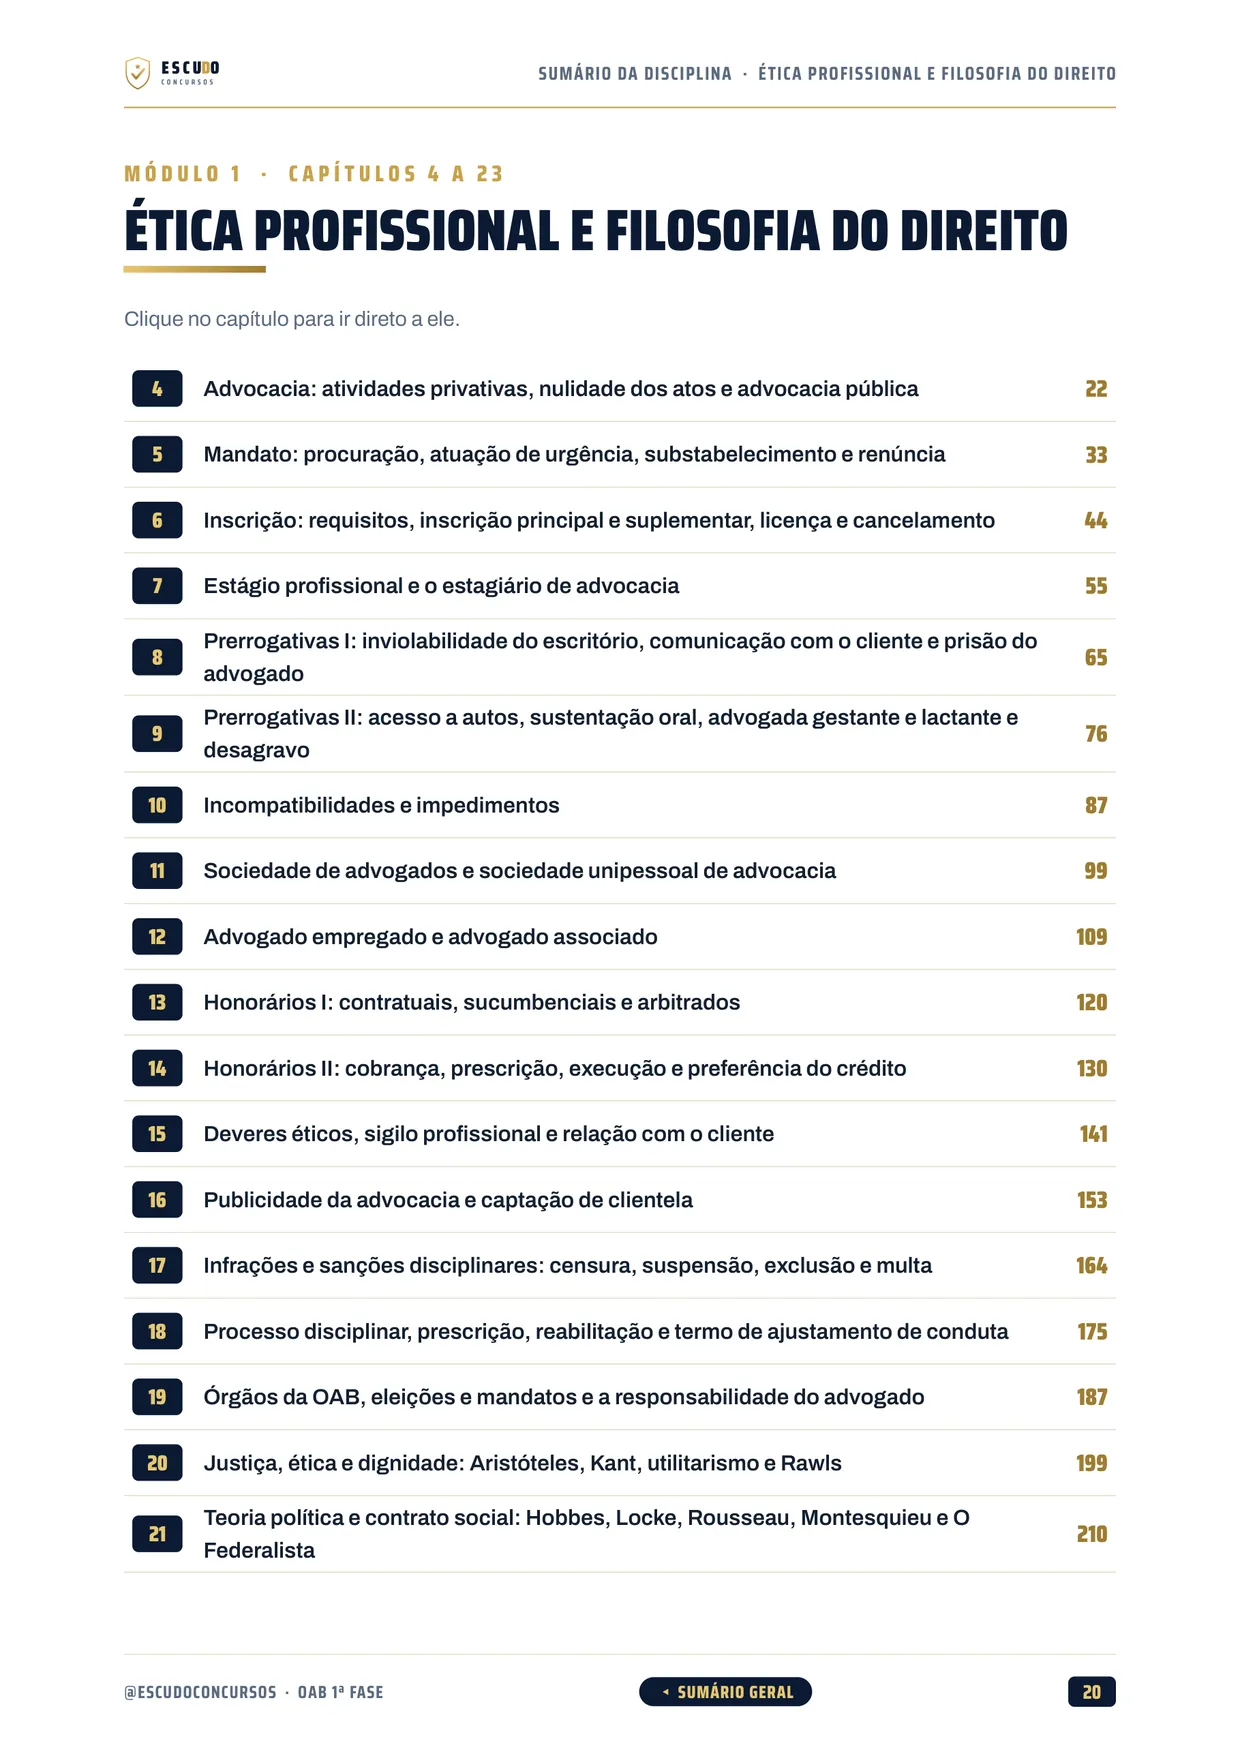 ESCUDO
CONCURSOS
SUMÁRIO DA DISCIPLINA · ÉTICA PROFISSIONAL E FILOSOFIA DO DIREITO
MÓDULO 1 · CAPÍTULOS 4 A 23
ÉTICA PROFISSIONAL E FILOSOFIA DO DIREITO
Clique no capítulo para ir direto a ele.
4 Advocacia: atividades privativas, nulidade dos atos e advocacia pública 22
5 Mandato: procuração, atuação de urgência, substabelecimento e renúncia 33
6 Inscrição: requisitos, inscrição principal e suplementar, licença e cancelamento 44
7 Estágio profissional e o estagiário de advocacia 55
8 Prerrogativas I: inviolabilidade do escritório, comunicação com o cliente e prisão do 65
advogado
9 Prerrogativas II: acesso a autos, sustentação oral, advogada gestante e lactante e 76
desagravo
10 Incompatibilidades e impedimentos 87
11 Sociedade de advogados e sociedade unipessoal de advocacia 99
12 Advogado empregado e advogado associado 109
13 Honorários I: contratuais, sucumbenciais e arbitrados 120
14 Honorários II: cobrança, prescrição, execução e preferência do crédito 130
15 Deveres éticos, sigilo profissional e relação com o cliente 141
16 Publicidade da advocacia e captação de clientela 153
17 Infrações e sanções disciplinares: censura, suspensão, exclusão e multa 164
18 Processo disciplinar, prescrição, reabilitação e termo de ajustamento de conduta 175
19 Órgãos da OAB, eleições e mandatos e a responsabilidade do advogado 187
20 Justiça, ética e dignidade: Aristóteles, Kant, utilitarismo e Rawls 199
21 Teoria política e contrato social: Hobbes, Locke, Rousseau, Montesquieu e O 210
Federalista
@ESCUDOCONCURSOS · OAB 1ª FASE
SUMÁRIO GERAL
20